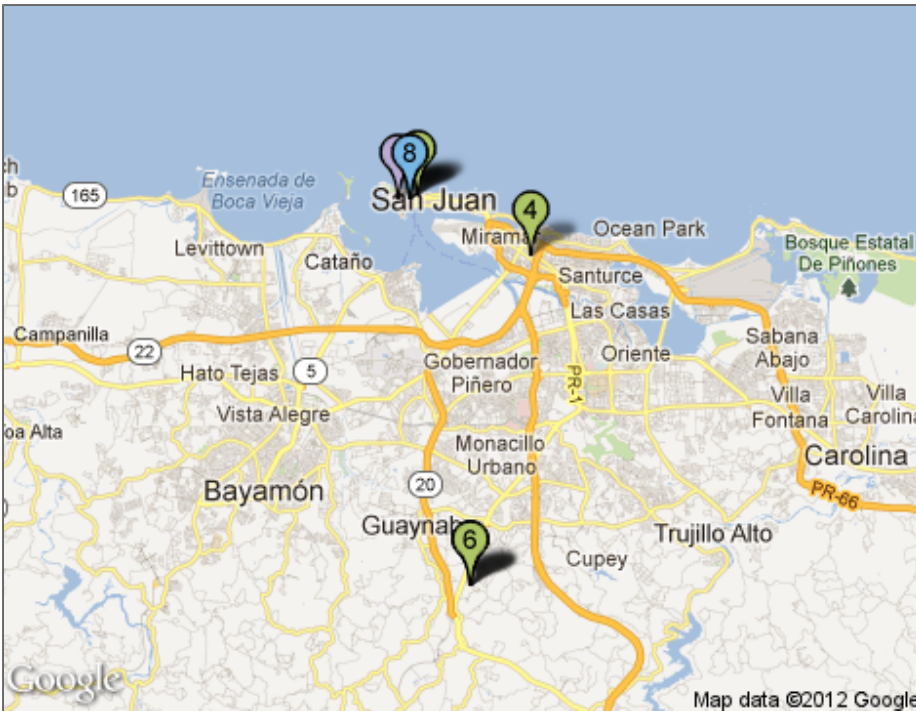 8
San Juan
4
165
Ensenada de
Boca Vieja
Levittown
Cataño
Miramar
Ocean Park
Santurce
Bosque Estatal
De Piñones
Las Casas
Campanilla
22
Hato Tejas
5
Gobernador
Piñero
Oriente
PR-1
Sabana
Abajo
Vista Alegre
Villa
Fontana
Villa
Carolina
oa Alta
Monacillo
Urbano
Carolina
Bayamón
20
PR-66
Guaynab
6
Trujillo Alto
Cupey
Google
Map data ©2012 Google